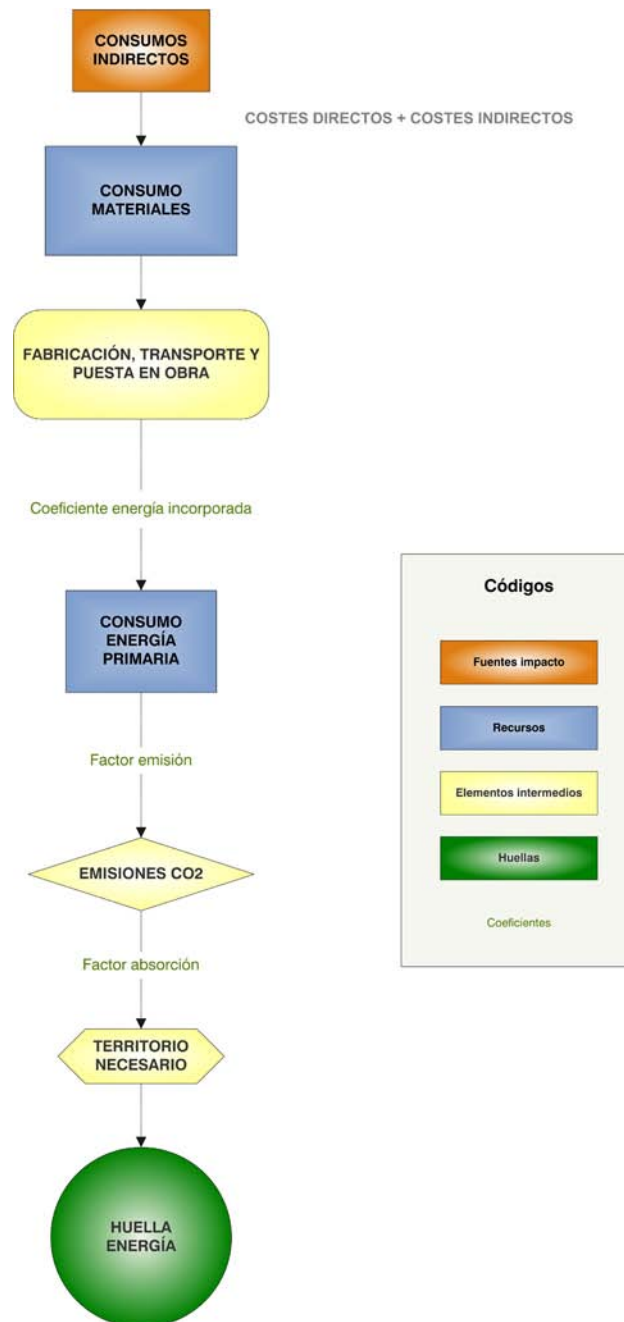 CONSUMOS
INDIRECTOS
COSTES DIRECTOS + COSTES INDIRECTOS
CONSUMO
MATERIALES
FABRICACIÓN, TRANSPORTE Y
PUESTA EN OBRA
Coeficiente energía incorporada
CONSUMO
ENERGÍA
PRIMARIA
Factor emisión
EMISIONES CO2
Factor absorción
TERRITORIO
NECESARIO
HUELLA
ENERGÍA
Códigos
Fuentes impacto
Recursos
Elementos intermedios
Huellas
Coeficientes